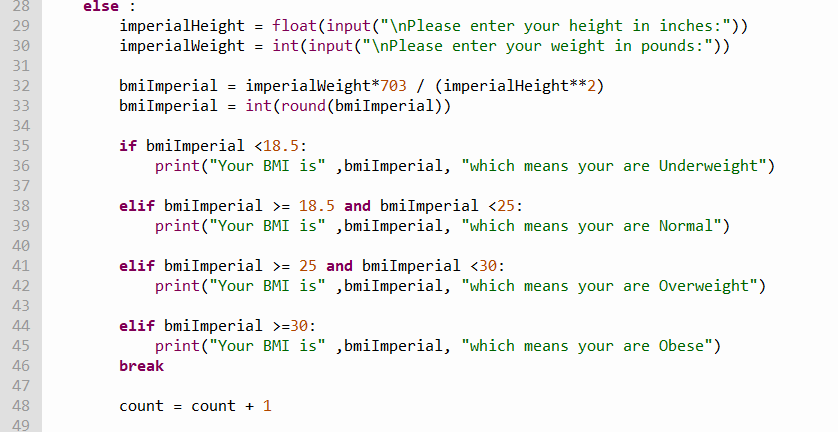 28 else :
29 imperialHeight = float(input("\nPlease enter your height in inches:"))
30 imperialWeight = int(input("\nPlease enter your weight in pounds:"))
31
32 bmiImperial = imperialWeight*703 / (imperialHeight**2)
33 bmiImperial = int(round(bmiImperial))
34
35 if bmiImperial <18.5:
36 print("Your BMI is" ,bmiImperial, "which means your are Underweight")
37
38 elif bmiImperial >= 18.5 and bmiImperial <25:
39 print("Your BMI is" ,bmiImperial, "which means your are Normal")
40
41 elif bmiImperial >= 25 and bmiImperial <30:
42 print("Your BMI is" ,bmiImperial, "which means your are Overweight")
43
44 elif bmiImperial >=30:
45 print("Your BMI is" ,bmiImperial, "which means your are Obese")
46 break
47
48 count = count + 1
49